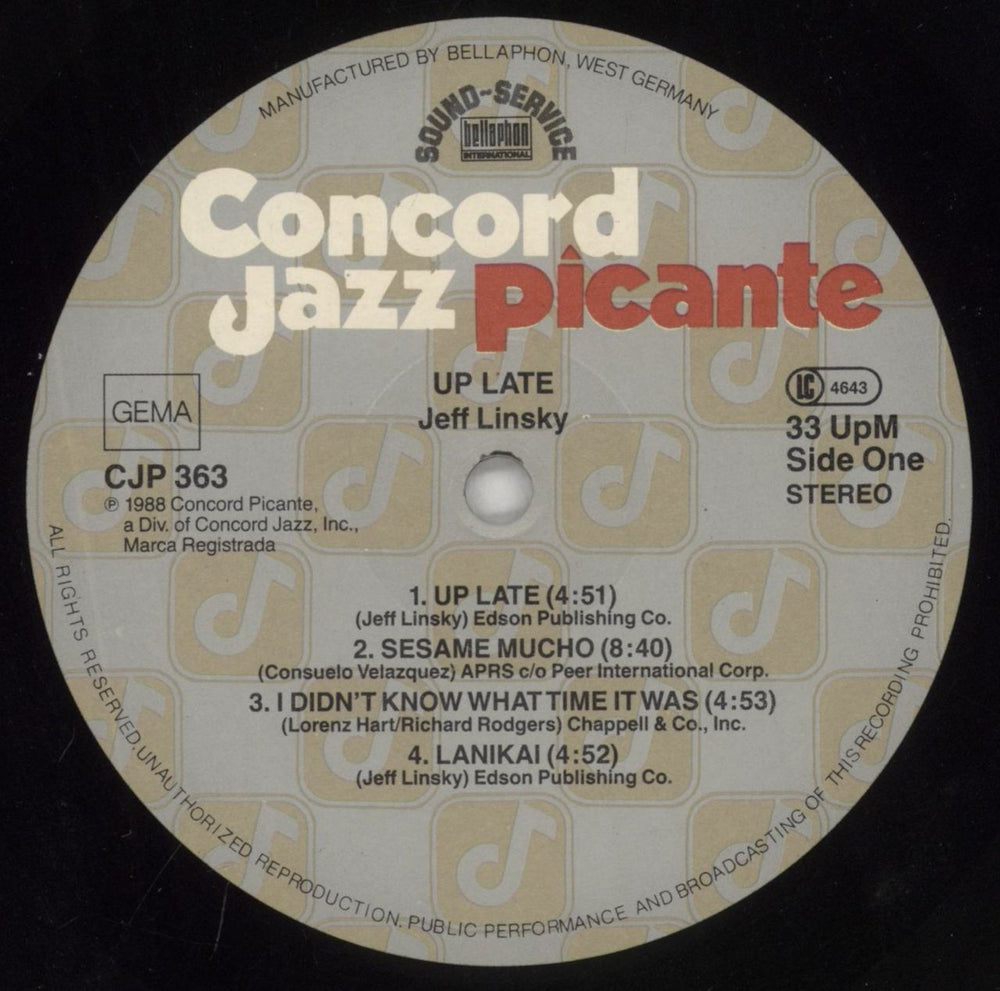 MANUFACTURED BY BELLAPHON, WEST GERMANY
SOUND-SERVICE
bellaphon
INTERNATIONAL
Concord
Jazz picante
UP LATE
Jeff Linsky
GEMA
CJP 363
℗ 1988 Concord Picante,
a Div. of Concord Jazz, Inc.,
Marca Registrada
LC 4643
33 UpM
Side One
STEREO
1. UP LATE (4:51)
(Jeff Linsky) Edson Publishing Co.
2. SESAME MUCHO (8:40)
(Consuelo Velazquez) APRS c/o Peer International Corp.
3. I DIDN'T KNOW WHAT TIME IT WAS (4:53)
(Lorenz Hart/Richard Rodgers) Chappell & Co., Inc.
4. LANIKAI (4:52)
(Jeff Linsky) Edson Publishing Co.
ALL RIGHTS RESERVED. UNAUTHORIZED REPRODUCTION. PUBLIC PERFORMANCE AND BROADCASTING OF THIS RECORDING PROHIBITED.